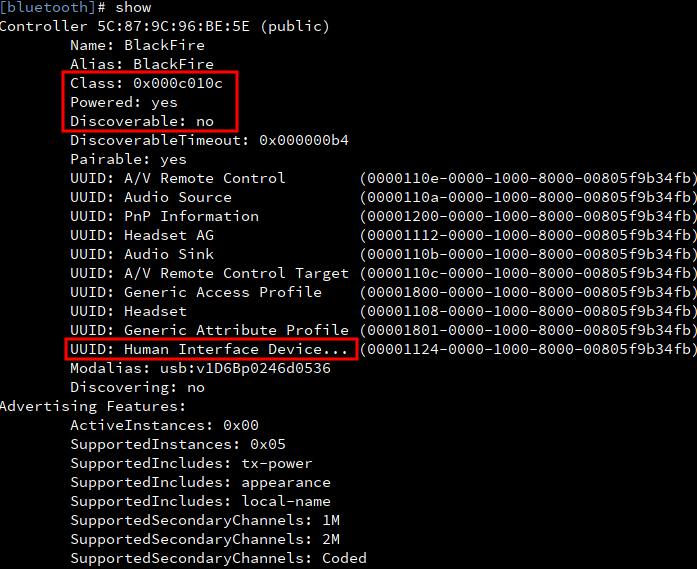 [bluetooth]# show
Controller 5C:87:9C:96:BE:5E (public)
Name: BlackFire
Alias: BlackFire
Class: 0x000c010c
Powered: yes
Discoverable: no
DiscoverableTimeout: 0x000000b4
Pairable: yes
UUID: A/V Remote Control (0000110e-0000-1000-8000-00805f9b34fb)
UUID: Audio Source (0000110a-0000-1000-8000-00805f9b34fb)
UUID: PnP Information (00001200-0000-1000-8000-00805f9b34fb)
UUID: Headset AG (00001112-0000-1000-8000-00805f9b34fb)
UUID: Audio Sink (0000110b-0000-1000-8000-00805f9b34fb)
UUID: A/V Remote Control Target (0000110c-0000-1000-8000-00805f9b34fb)
UUID: Generic Access Profile (00001800-0000-1000-8000-00805f9b34fb)
UUID: Headset (00001108-0000-1000-8000-00805f9b34fb)
UUID: Generic Attribute Profile (00001801-0000-1000-8000-00805f9b34fb)
UUID: Human Interface Device... (00001124-0000-1000-8000-00805f9b34fb)
Modalias: usb:v1D6Bp0246d0536
Discovering: no
Advertising Features:
ActiveInstances: 0x00
SupportedInstances: 0x05
SupportedIncludes: tx-power
SupportedIncludes: appearance
SupportedIncludes: local-name
SupportedSecondaryChannels: 1M
SupportedSecondaryChannels: 2M
SupportedSecondaryChannels: Coded